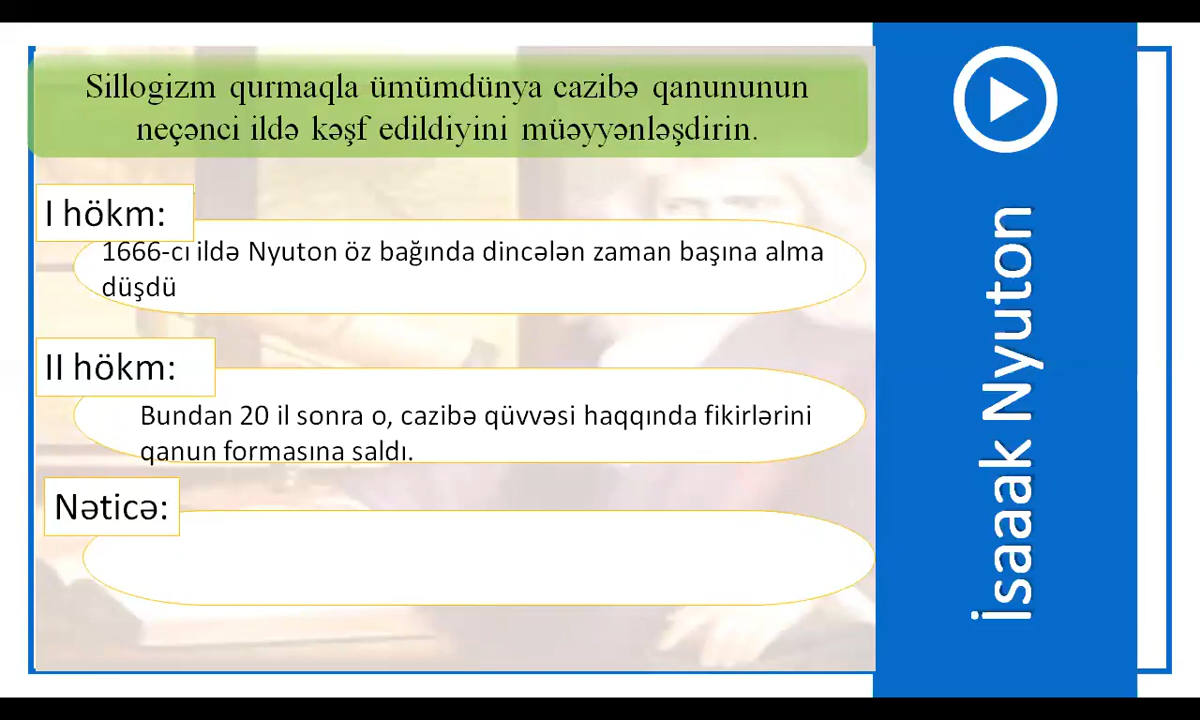 Sillogizm qurmaqla ümümdünya cazibə qanununun
neçənci ildə kəşf edildiyini müəyyənləşdirin.
I hökm:
1666-cı ildə Nyuton öz bağında dincələn zaman başına alma
düşdü
II hökm:
Bundan 20 il sonra o, cazibə qüvvəsi haqqında fikirlərini
qanun formasına saldı.
Nəticə:
İsaak Nyuton